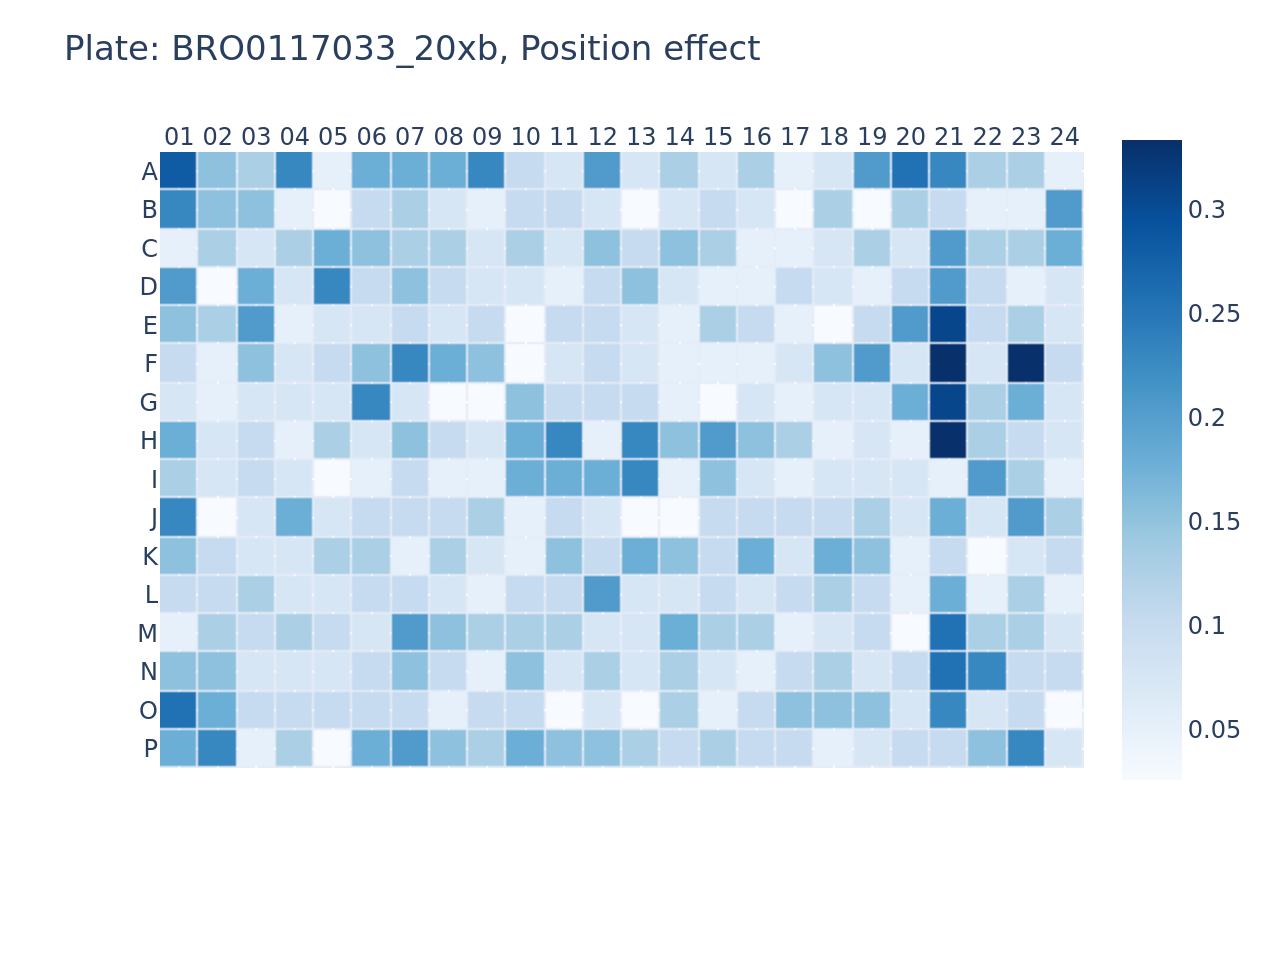 Plate: BRO0117033_20xb, Position effect
01 02 03 04 05 06 07 08 09 10 11 12 13 14 15 16 17 18 19 20 21 22 23 24
A
B
C
D
E
F
G
H
I
J
K
L
M
N
O
P
0.3
0.25
0.2
0.15
0.1
0.05